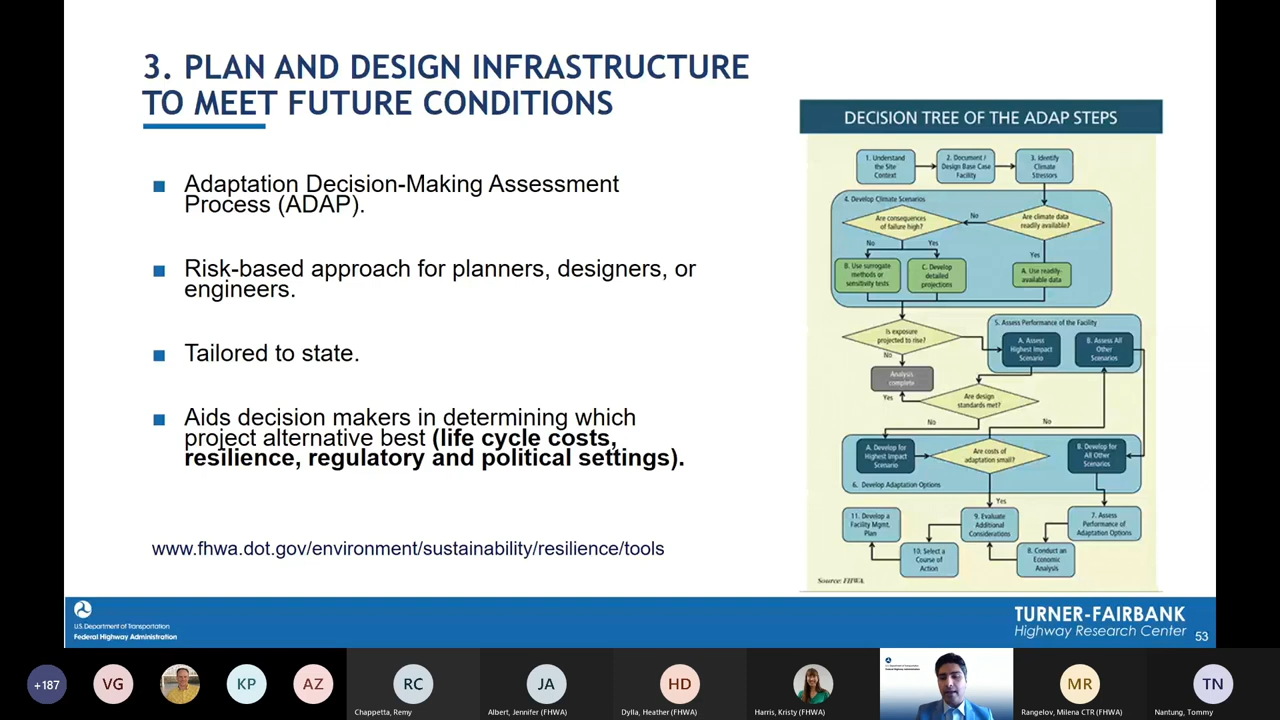 3. PLAN AND DESIGN INFRASTRUCTURE
TO MEET FUTURE CONDITIONS
Adaptation Decision-Making Assessment
Process (ADAP).
Risk-based approach for planners, designers, or
engineers.
Tailored to state.
Aids decision makers in determining which
project alternative best (life cycle costs,
resilience, regulatory and political settings).
www.fhwa.dot.gov/environment/sustainability/resilience/tools
DECISION TREE OF THE ADAP STEPS
1. Understand
the Site
Context
2. Document /
Design Base Case
Facility
3. Identify
Climate
Stressors
4. Develop Climate Scenarios
Are consequences
of failure high?
No
Are climate data
readily available?
No
Yes
Yes
B. Use surrogate
methods or
sensitivity tests
C. Develop
detailed
projections
A. Use readily-
available data
Is exposure
projected to rise?
5. Assess Performance of the Facility
A. Assess
Highest Impact
Scenario
B. Assess All
Other
Scenarios
No
Analysis
complete
Yes
Are design
standards met?
No
No
A. Develop for
Highest Impact
Scenario
Are costs of
adaptation small?
B. Develop for
All Other
Scenarios
6. Develop Adaptation Options
Yes
11. Develop a
Facility Mgmt.
Plan
9. Evaluate
Additional
Considerations
7. Assess
Performance of
Adaptation Options
10. Select a
Course of
Action
8. Conduct an
Economic
Analysis
Source: FHWA.
U.S. Department of Transportation
Federal Highway Administration
TURNER-FAIRBANK
Highway Research Center
53
+187
VG
KP
AZ
RC
Chappetta, Remy
JA
Albert, Jennifer (FHWA)
HD
Dylla, Heather (FHWA)
Harris, Kristy (FHWA)
MR
Rangelov, Milena CTR (FHWA)
TN
Nantung, Tommy